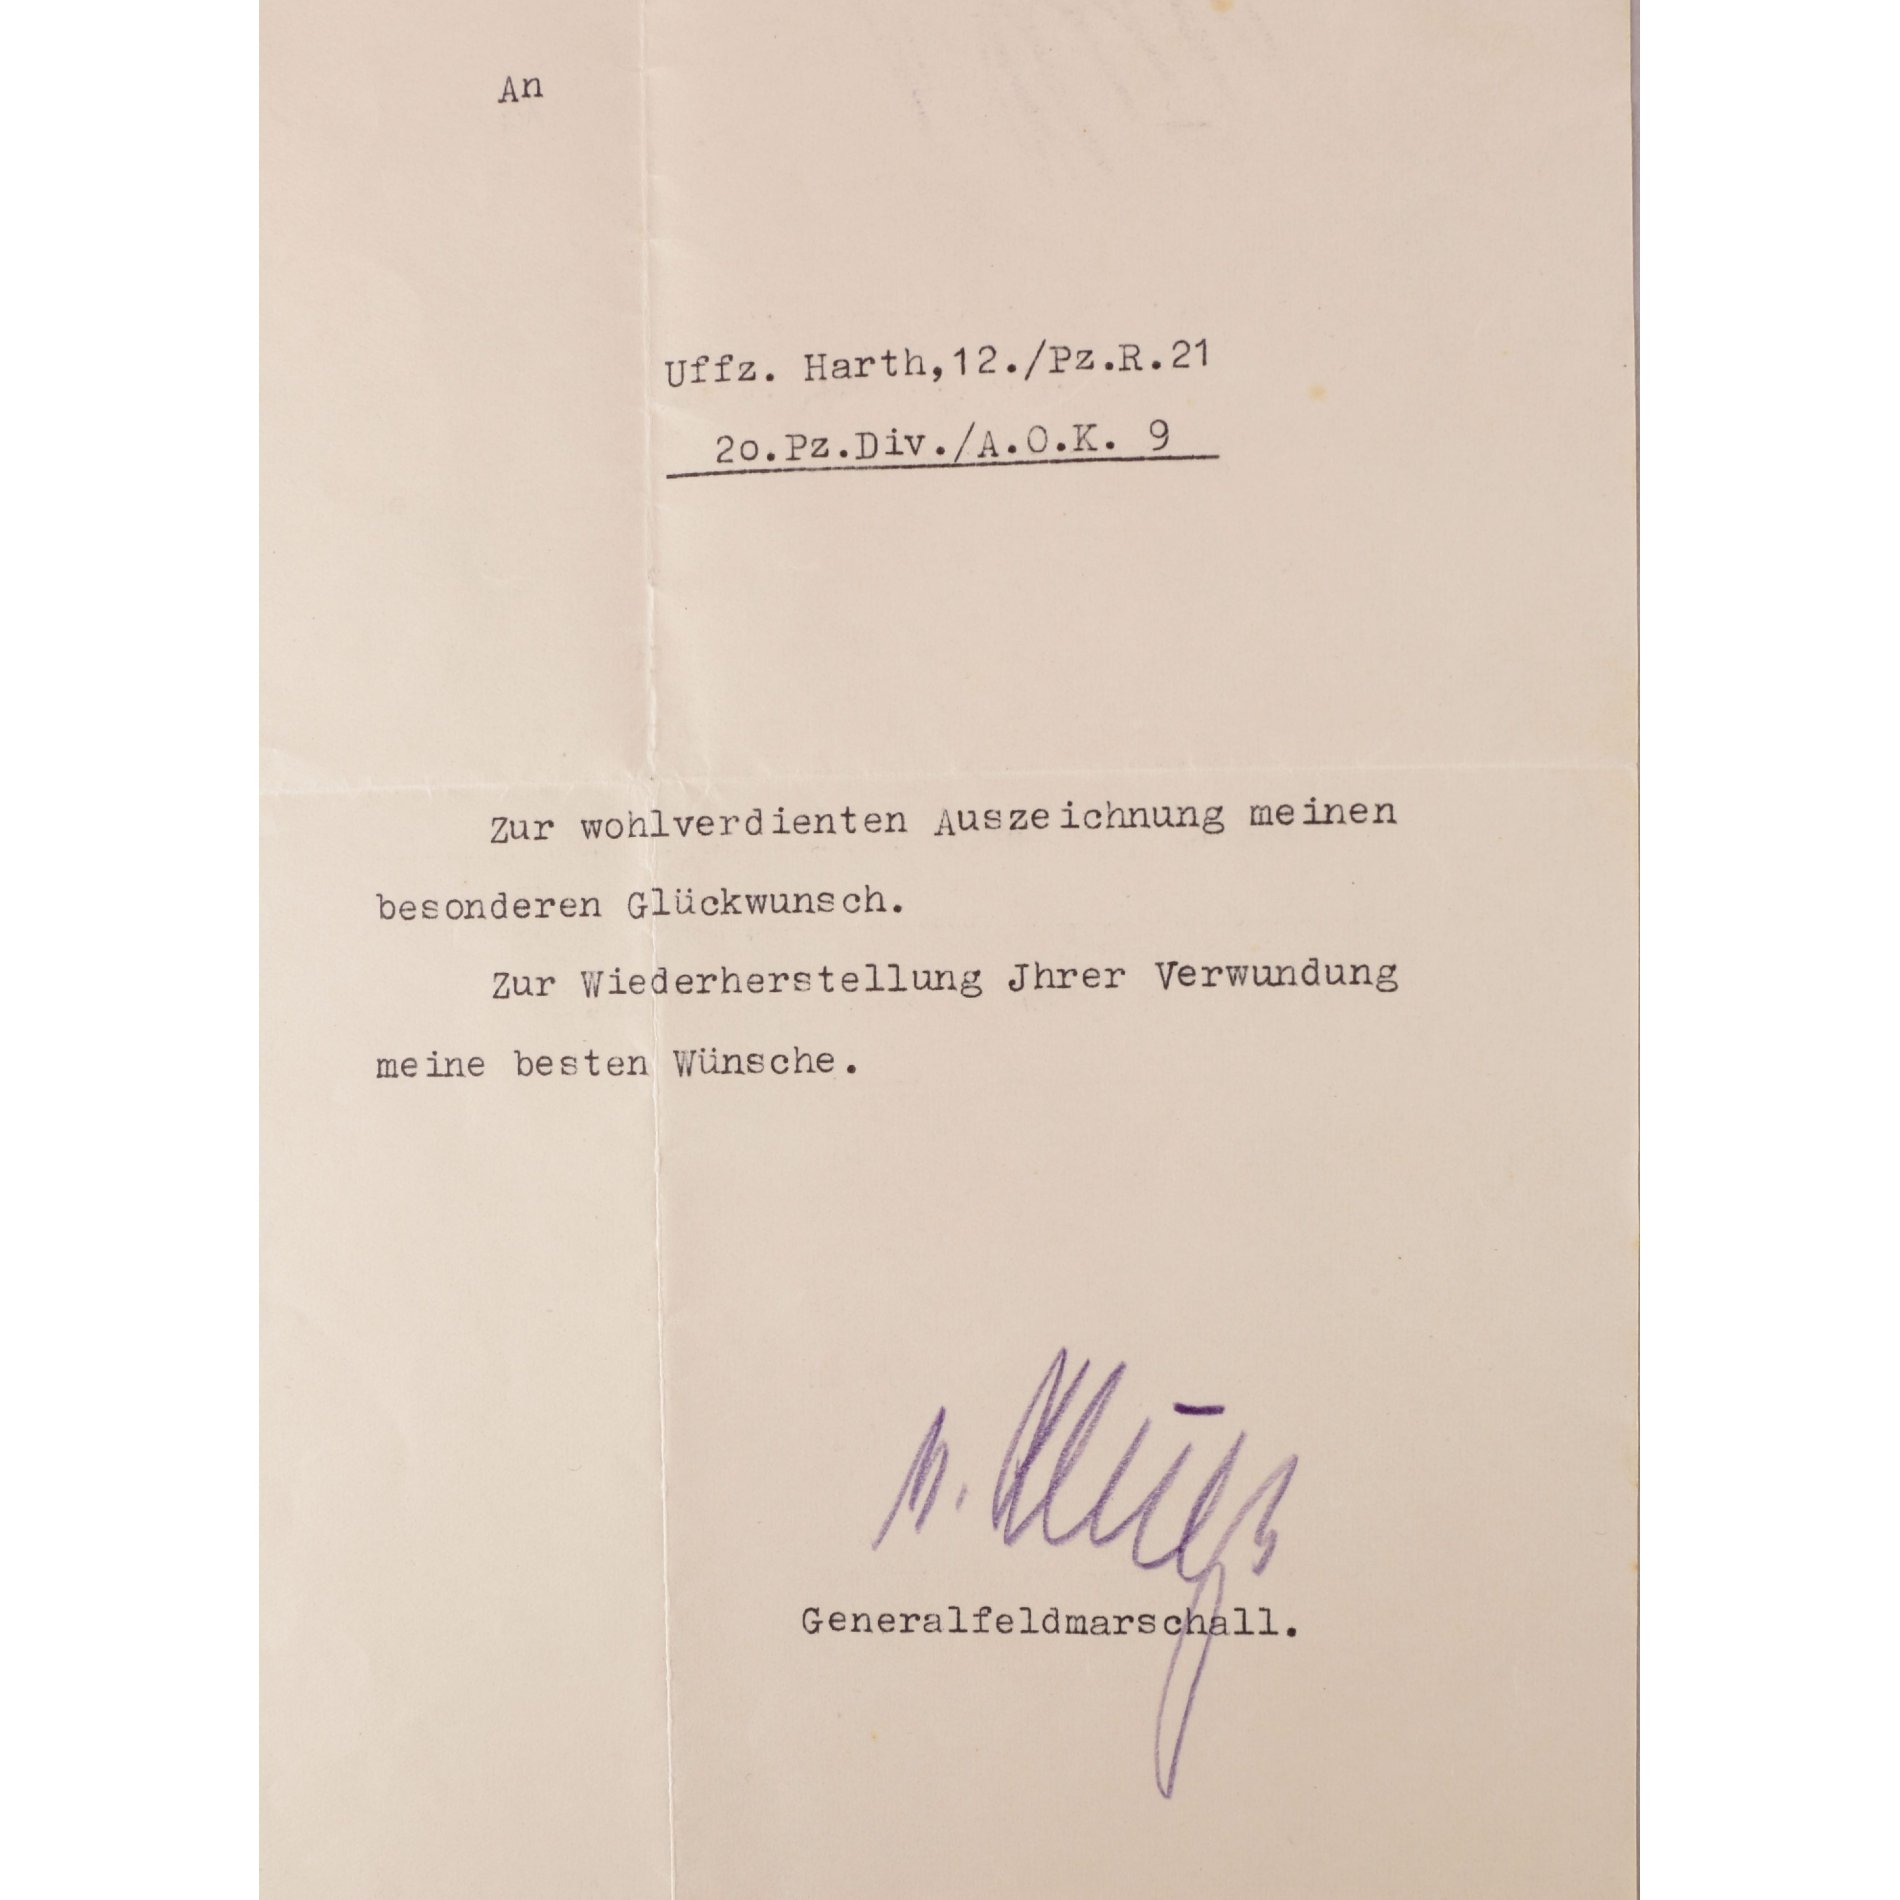 An
Uffz. Harth,12./Pz.R.21
2o.Pz.Div./A.O.K. 9
Zur wohlverdienten Auszeichnung meinen
besonderen Glückwunsch.
Zur Wiederherstellung Jhrer Verwundung
meine besten Wünsche.
v. Kluge
Generalfeldmarschall.